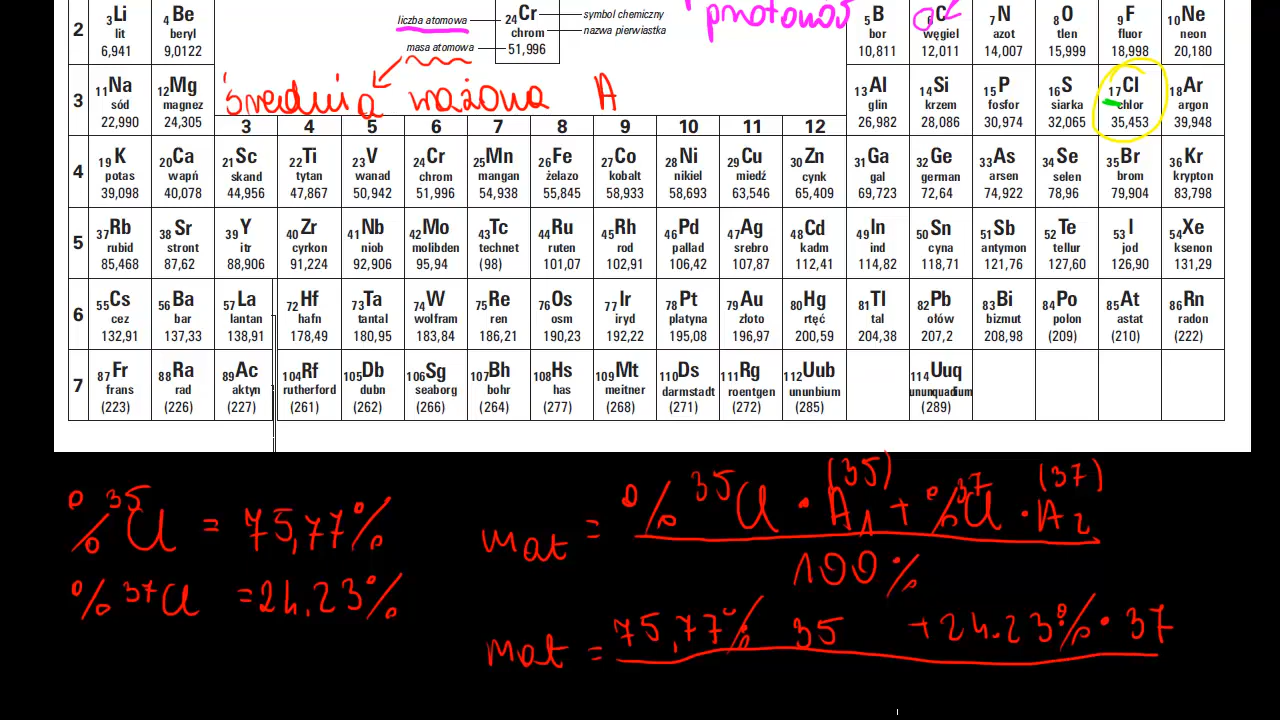 2 3Li 4Be liczba atomowa 24Cr symbol chemiczny protonów 5B 6C 7N 8O 9F 10Ne
lit beryl chrom nazwa pierwiastka bor węgiel azot tlen fluor neon
6,941 9,0122 masa atomowa 51,996 10,811 12,011 14,007 15,999 18,998 20,180
3 11Na 12Mg średnia ważona A 13Al 14Si 15P 16S 17Cl 18Ar
sód magnez glin krzem fosfor siarka chlor argon
22,990 24,305 3 4 5 6 7 8 9 10 11 12 26,982 28,086 30,974 32,065 35,453 39,948
4 19K 20Ca 21Sc 22Ti 23V 24Cr 25Mn 26Fe 27Co 28Ni 29Cu 30Zn 31Ga 32Ge 33As 34Se 35Br 36Kr
potas wapń skand tytan wanad chrom mangan żelazo kobalt nikiel miedź cynk gal german arsen selen brom krypton
39,098 40,078 44,956 47,867 50,942 51,996 54,938 55,845 58,933 58,693 63,546 65,409 69,723 72,64 74,922 78,96 79,904 83,798
5 37Rb 38Sr 39Y 40Zr 41Nb 42Mo 43Tc 44Ru 45Rh 46Pd 47Ag 48Cd 49In 50Sn 51Sb 52Te 53I 54Xe
rubid stront itr cyrkon niob molibden technet ruten rod pallad srebro kadm ind cyna antymon tellur jod ksenon
85,468 87,62 88,906 91,224 92,906 95,94 (98) 101,07 102,91 106,42 107,87 112,41 114,82 118,71 121,76 127,60 126,90 131,29
6 55Cs 56Ba 57La 72Hf 73Ta 74W 75Re 76Os 77Ir 78Pt 79Au 80Hg 81Tl 82Pb 83Bi 84Po 85At 86Rn
cez bar lantan hafn tantal wolfram ren osm iryd platyna złoto rtęć tal ołów bizmut polon astat radon
132,91 137,33 138,91 178,49 180,95 183,84 186,21 190,23 192,22 195,08 196,97 200,59 204,38 207,2 208,98 (209) (210) (222)
7 87Fr 88Ra 89Ac 104Rf 105Db 106Sg 107Bh 108Hs 109Mt 110Ds 111Rg 112Uub 114Uuq
frans rad aktyn rutherford dubn seaborg bohr has meitner darmstadt roentgen ununbium ununquadium
(223) (226) (227) (261) (262) (266) (264) (277) (268) (271) (272) (285) (289)
% 35Cl = 75,77%
% 37Cl = 24.23%
(35) (37)
mat = % 35Cl · A1 + % 37Cl · A2
100%
mat = 75,77% 35 + 24.23% · 37